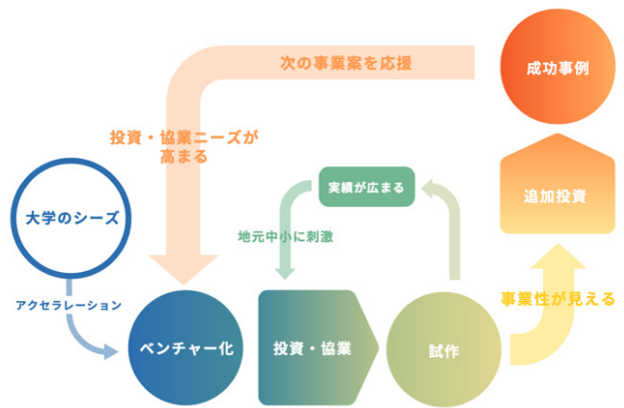 成功事例
次の事業案を応援
投資・協業ニーズが
高まる
実績が広まる
追加投資
大学のシーズ
地元中小に刺激
アクセラレーション
事業性が見える
ベンチャー化
投資・協業
試作